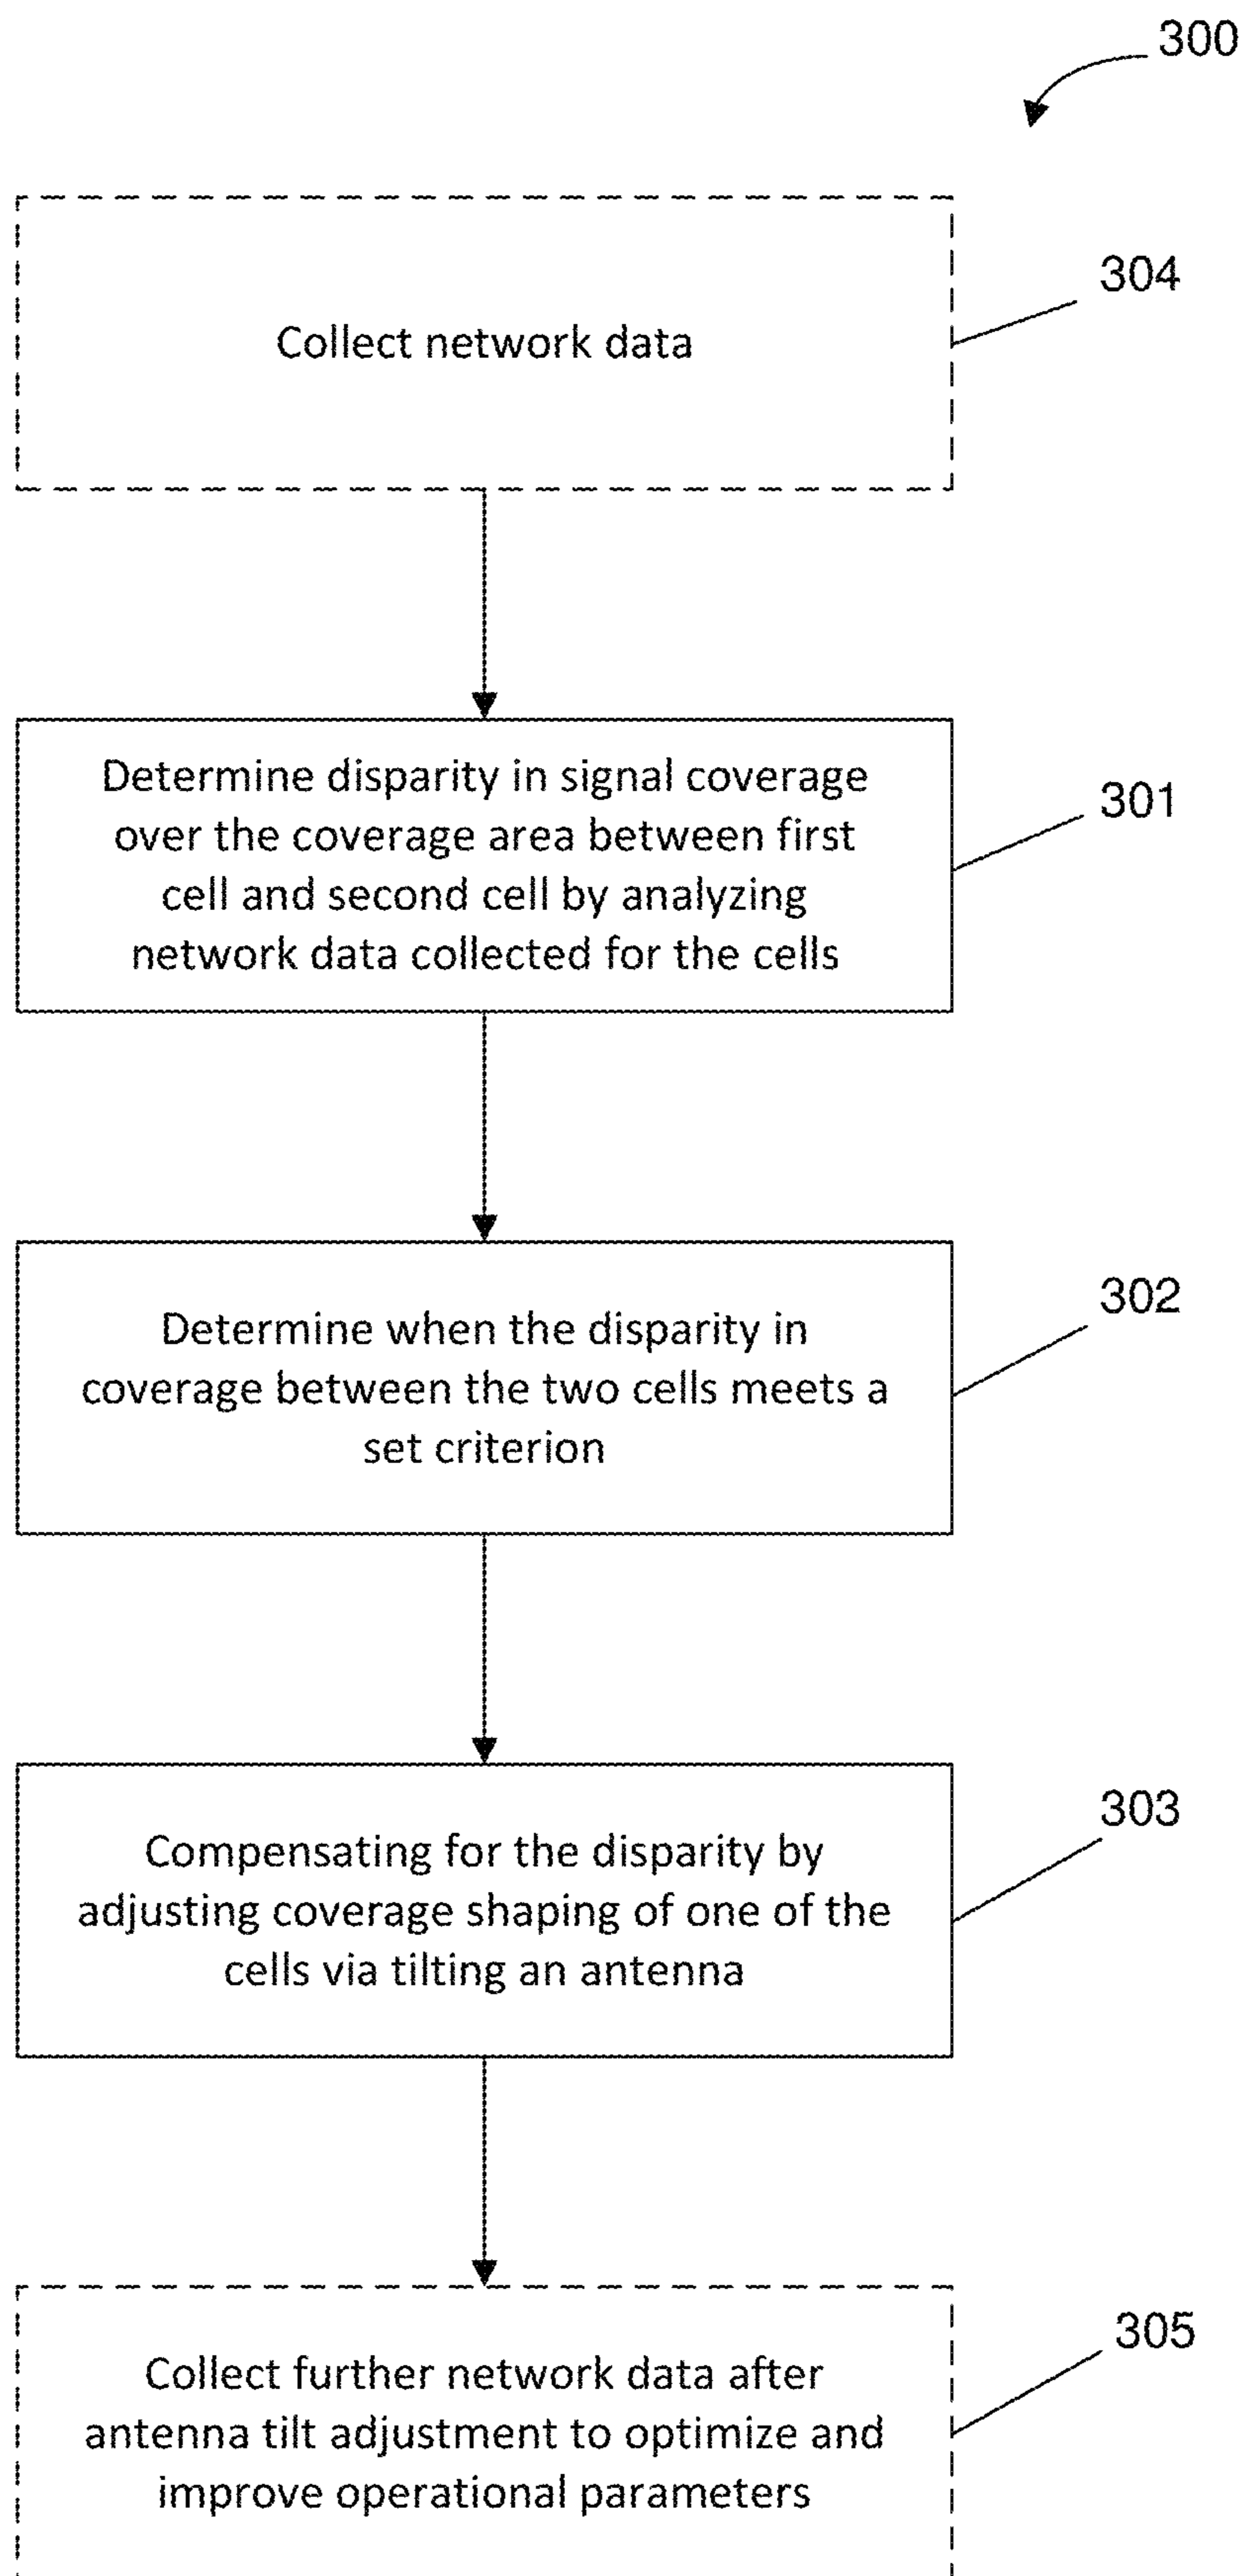 300
304
Collect network data
301
Determine disparity in signal coverage
over the coverage area between first
cell and second cell by analyzing
network data collected for the cells
302
Determine when the disparity in
coverage between the two cells meets a
set criterion
303
Compensating for the disparity by
adjusting coverage shaping of one of the
cells via tilting an antenna
305
Collect further network data after
antenna tilt adjustment to optimize and
improve operational parameters